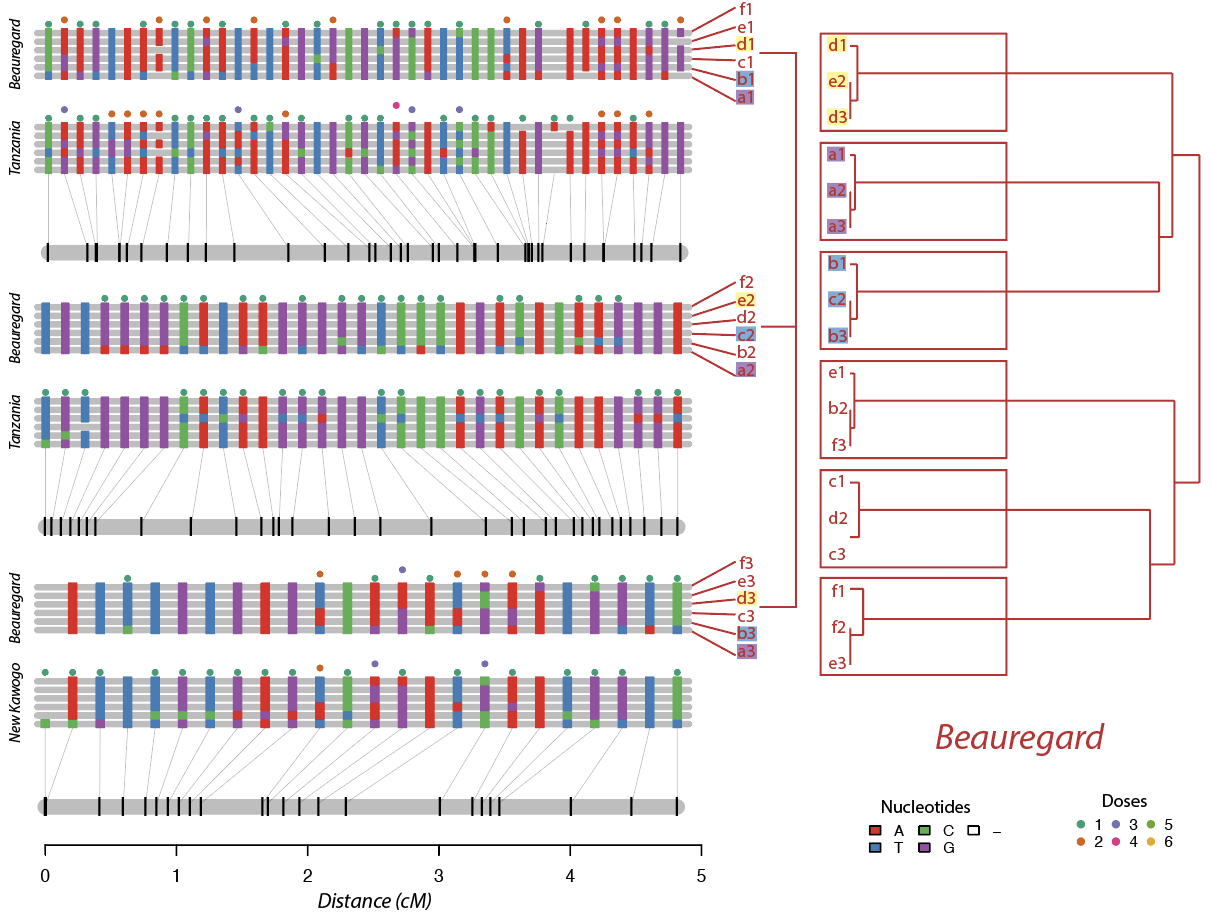 Beauregard
f1
e1
d1
c1
b1
a1
Tanzania
Beauregard
f2
e2
d2
c2
b2
a2
Tanzania
Beauregard
f3
e3
d3
c3
b3
a3
New Kawogo
0 1 2 3 4 5
Distance (cM)
d1
e2
d3
a1
a2
a3
b1
c2
b3
e1
b2
f3
c1
d2
c3
f1
f2
e3
Beauregard
Nucleotides
A C –
T G
Doses
1 3 5
2 4 6